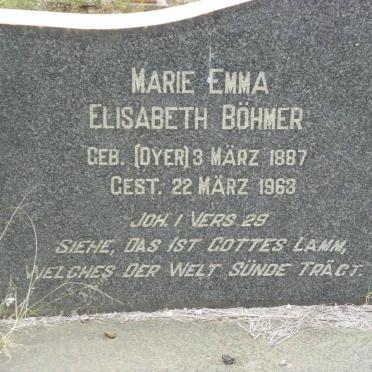 MARIE EMMA
ELISABETH BÖHMER
GEB. (DYER) 3 MÄRZ 1887
GEST. 22 MÄRZ 1963
JOH. 1 VERS 29
SIEHE, DAS IST GOTTES LAMM,
WELCHES DER WELT SÜNDE TRÄGT.